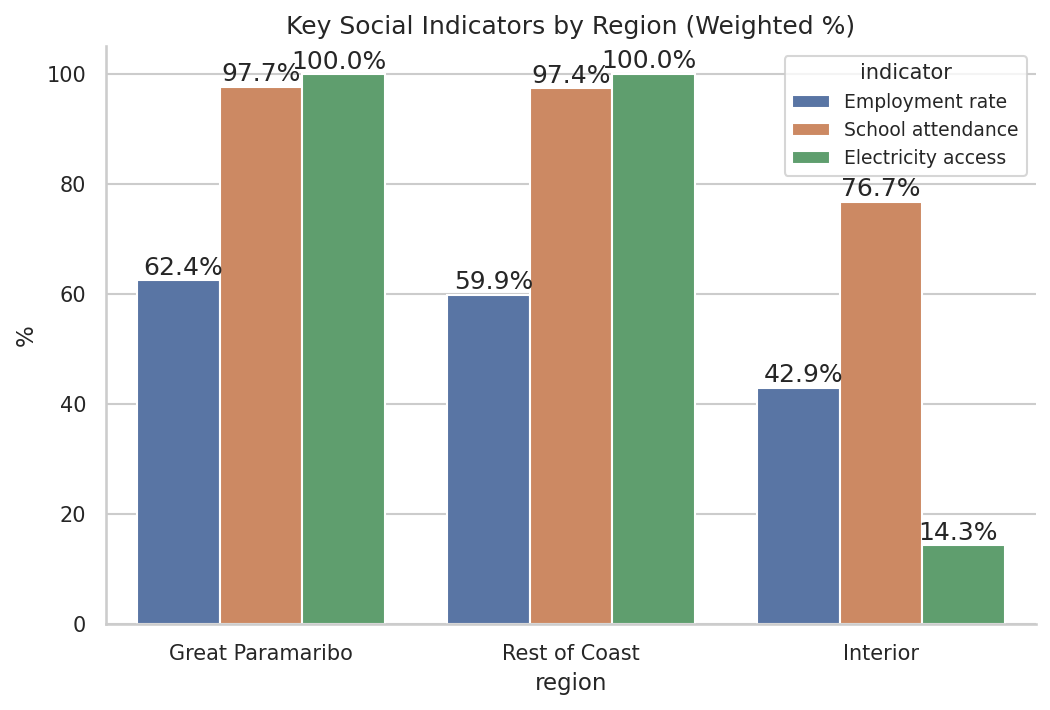 Key Social Indicators by Region (Weighted %)
indicator
Employment rate
School attendance
Electricity access
%
100
80
60
40
20
0
62.4%
97.7%
100.0%
59.9%
97.4%
100.0%
42.9%
76.7%
14.3%
Great Paramaribo
Rest of Coast
Interior
region